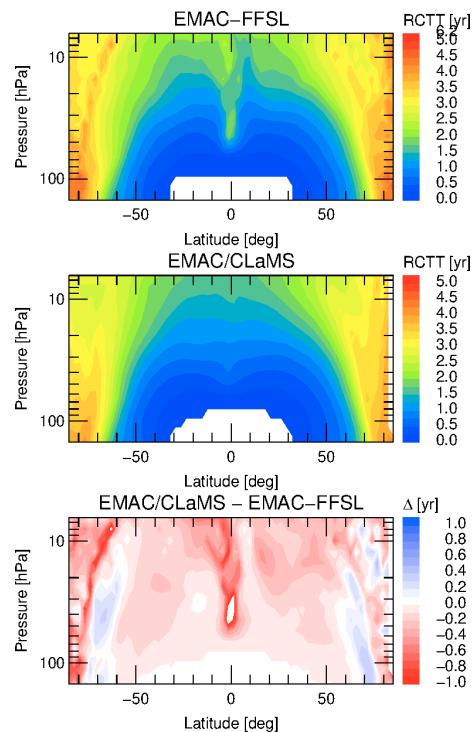 EMAC−FFSL
RCTT [yr]
6.2
5.0
4.5
4.0
3.5
3.0
2.5
2.0
1.5
1.0
0.5
0.0
Pressure [hPa]
10
100
−50 0 50
Latitude [deg]
EMAC/CLaMS
RCTT [yr]
5.0
4.5
4.0
3.5
3.0
2.5
2.0
1.5
1.0
0.5
0.0
Pressure [hPa]
10
100
−50 0 50
Latitude [deg]
EMAC/CLaMS − EMAC−FFSL
Δ [yr]
1.0
0.8
0.6
0.4
0.2
0.0
−0.2
−0.4
−0.6
−0.8
−1.0
Pressure [hPa]
10
100
−50 0 50
Latitude [deg]